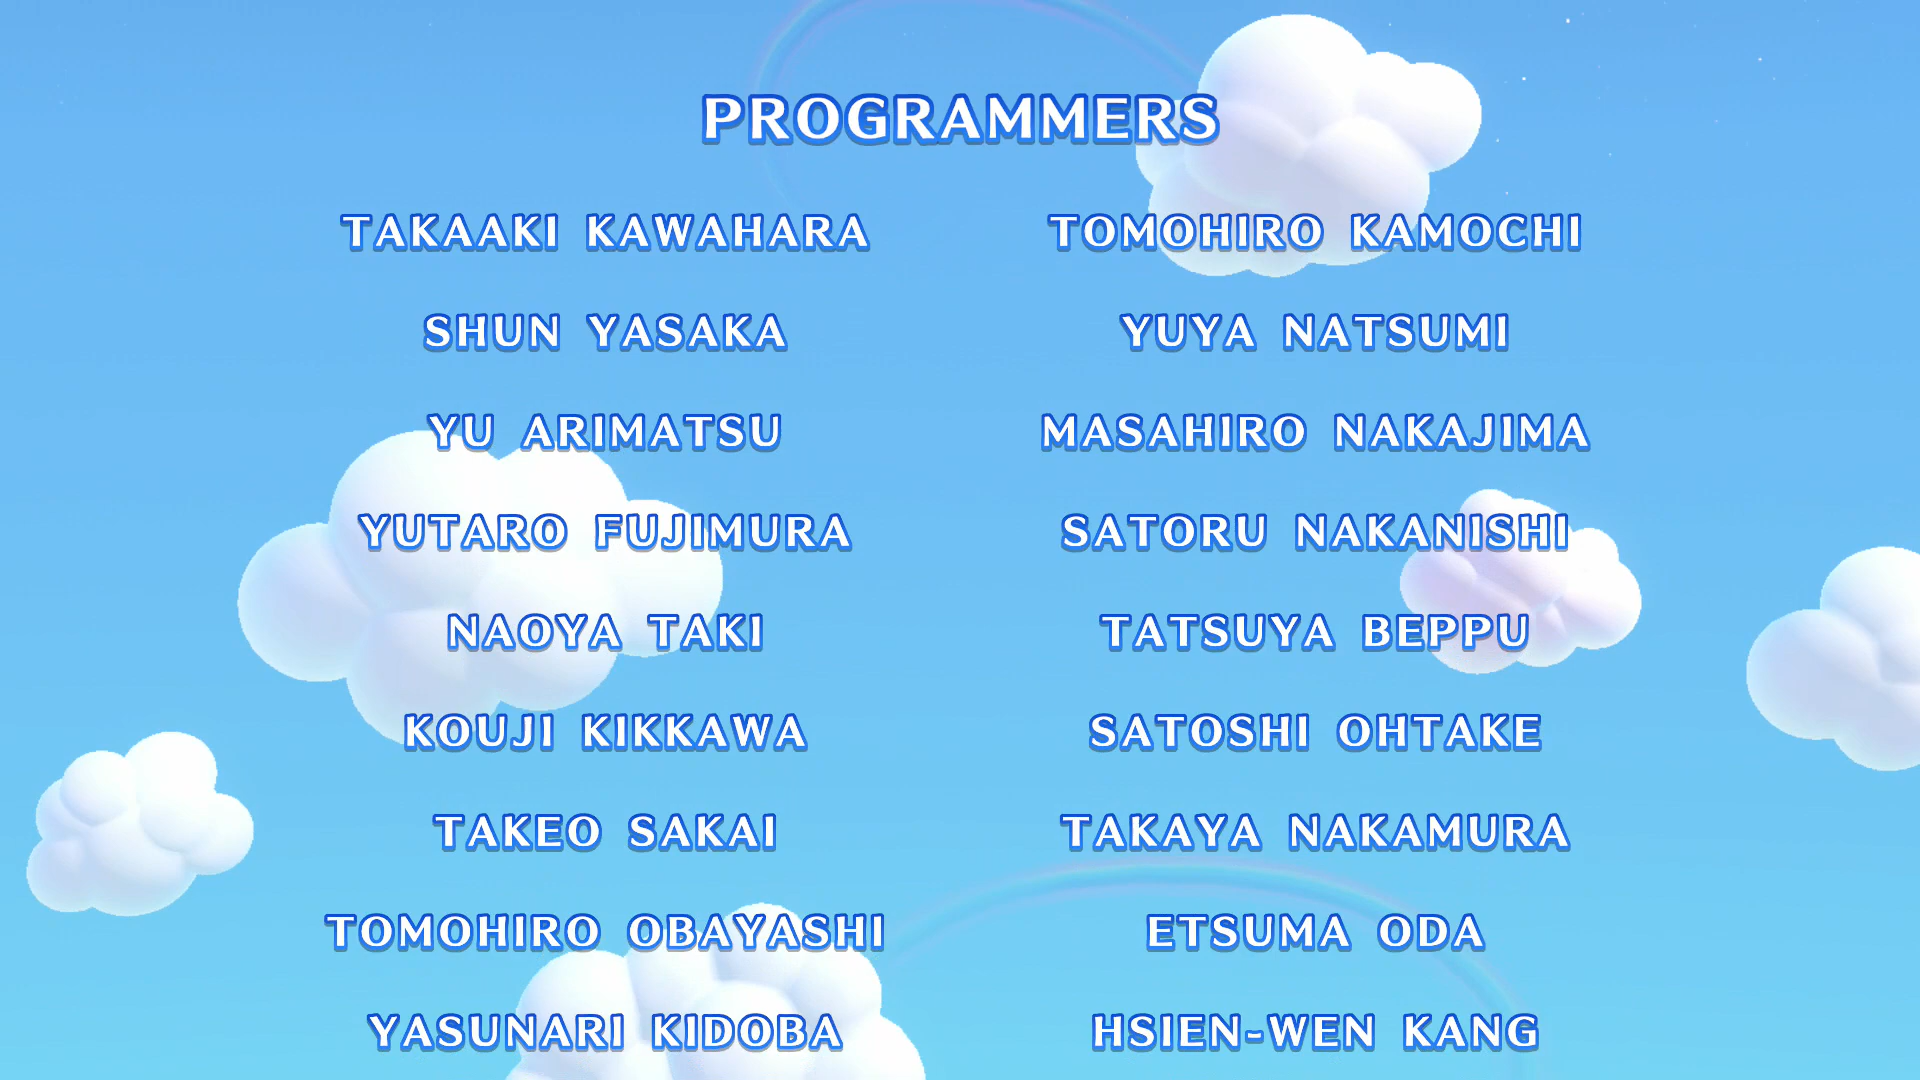 PROGRAMMERS
TAKAAKI KAWAHARA
TOMOHIRO KAMOCHI
SHUN YASAKA
YUYA NATSUMI
YU ARIMATSU
MASAHIRO NAKAJIMA
YUTARO FUJIMURA
SATORU NAKANISHI
NAOYA TAKI
TATSUYA BEPPU
KOUJI KIKKAWA
SATOSHI OHTAKE
TAKEO SAKAI
TAKAYA NAKAMURA
TOMOHIRO OBAYASHI
ETSUMA ODA
YASUNARI KIDOBA
HSIEN-WEN KANG